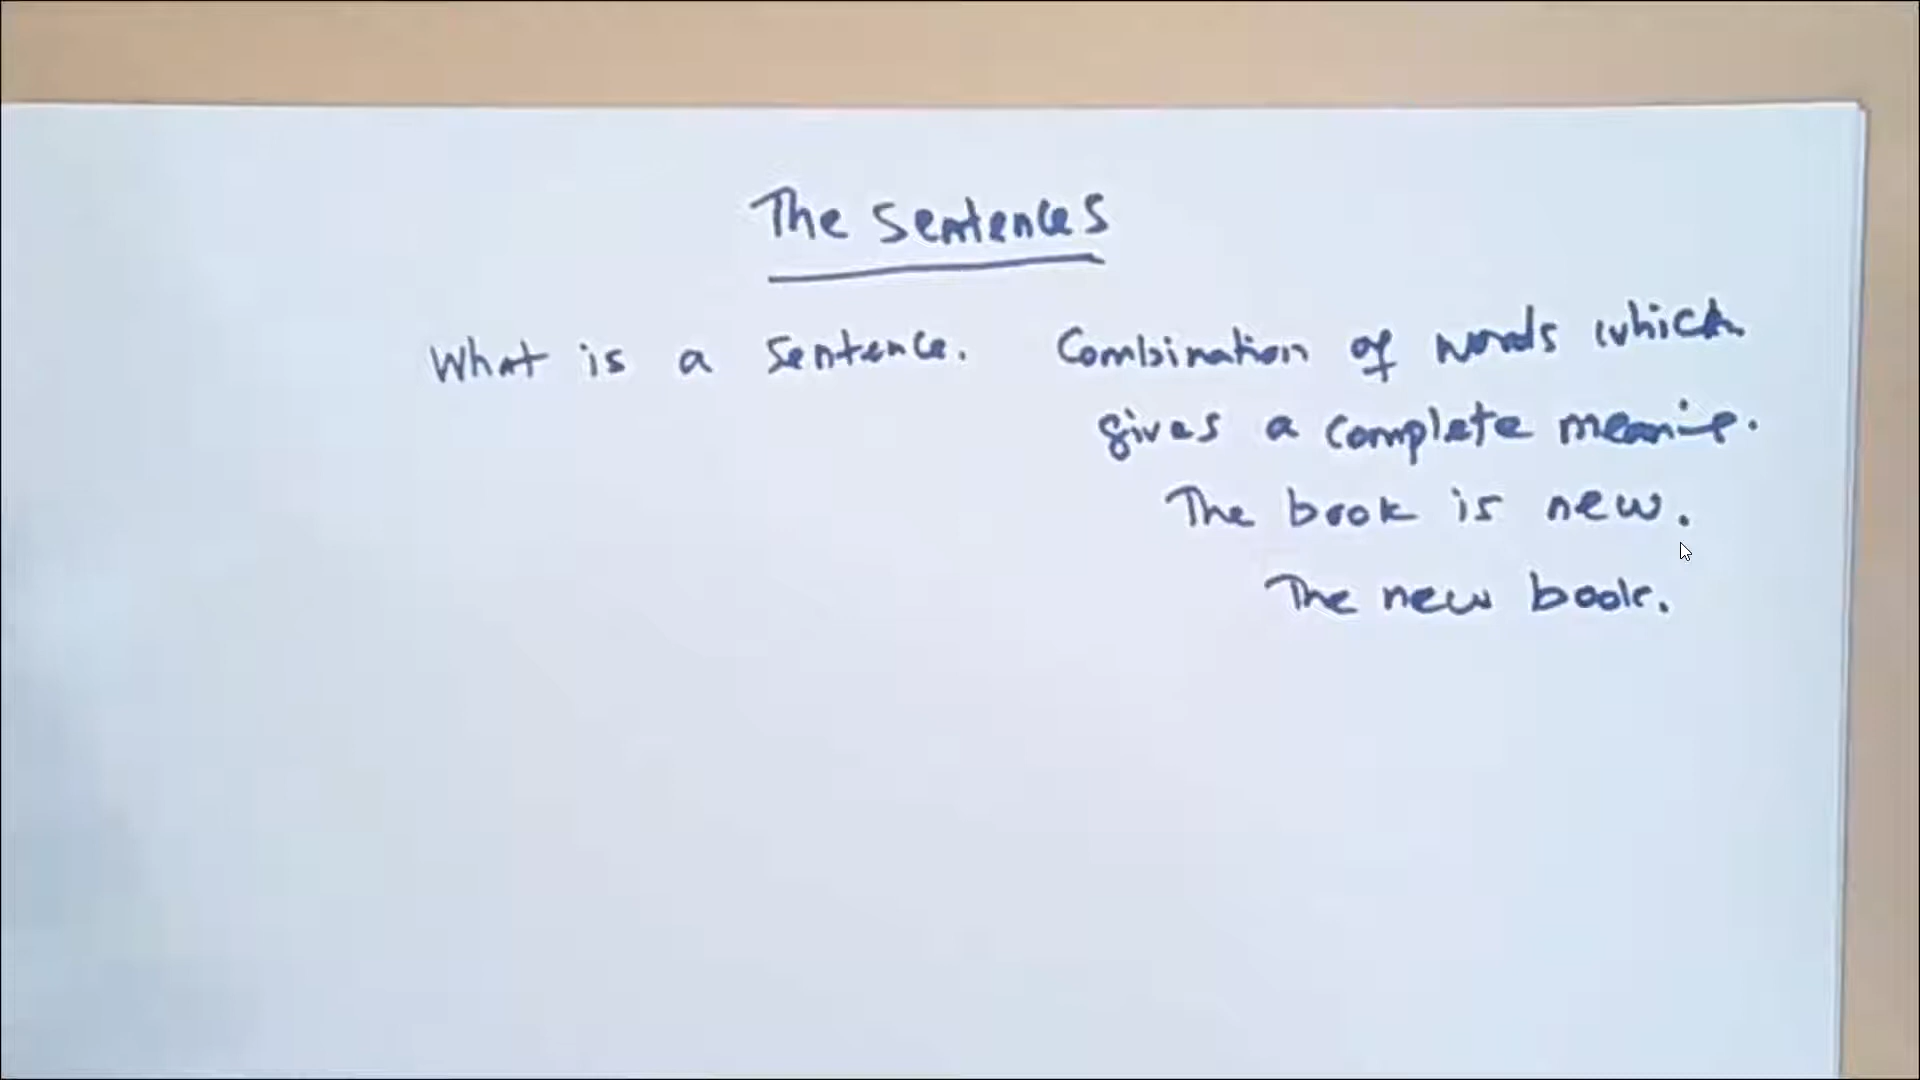 The Sentences
What is a sentence. Combination of words which
gives a complete meaning.
The book is new.
The new book.